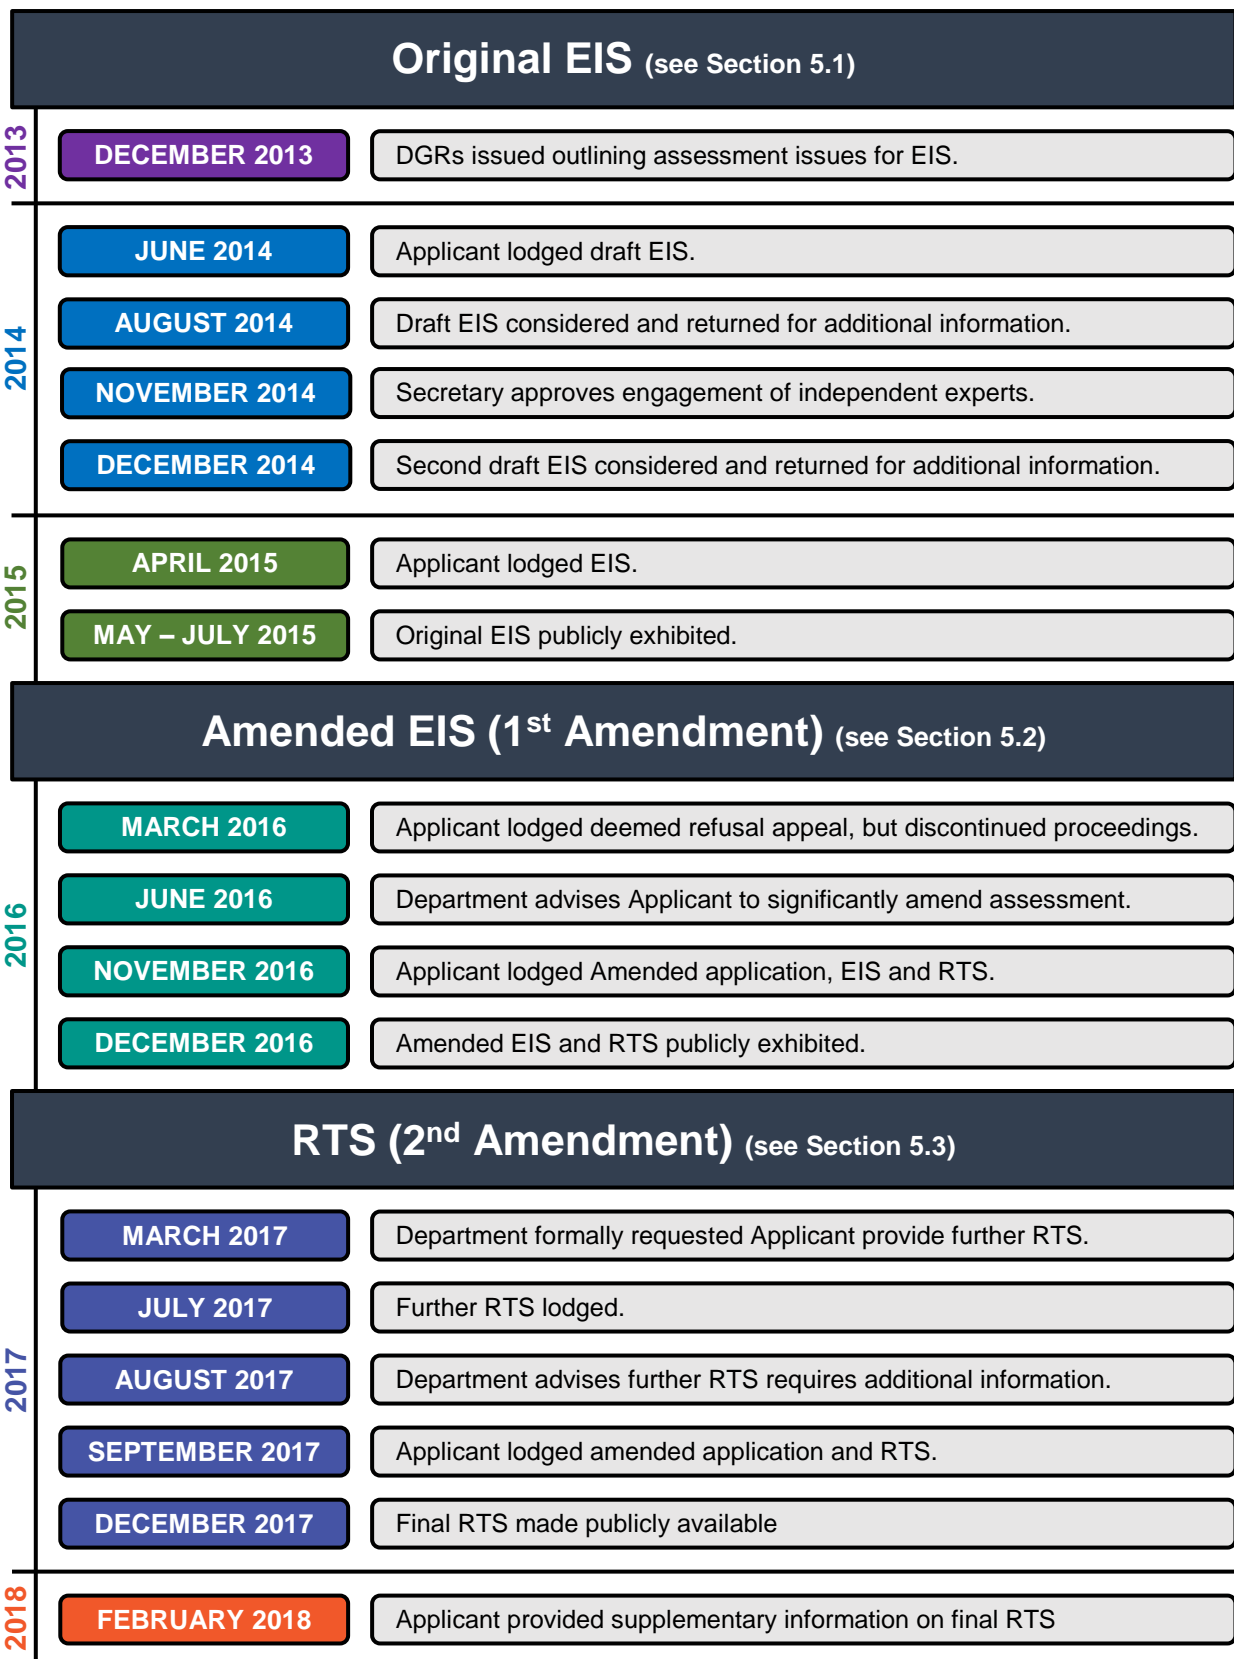 Original EIS (see Section 5.1)
2013
DECEMBER 2013
DGRs issued outlining assessment issues for EIS.
2014
JUNE 2014
Applicant lodged draft EIS.
AUGUST 2014
Draft EIS considered and returned for additional information.
NOVEMBER 2014
Secretary approves engagement of independent experts.
DECEMBER 2014
Second draft EIS considered and returned for additional information.
2015
APRIL 2015
Applicant lodged EIS.
MAY – JULY 2015
Original EIS publicly exhibited.
Amended EIS (1st Amendment) (see Section 5.2)
2016
MARCH 2016
Applicant lodged deemed refusal appeal, but discontinued proceedings.
JUNE 2016
Department advises Applicant to significantly amend assessment.
NOVEMBER 2016
Applicant lodged Amended application, EIS and RTS.
DECEMBER 2016
Amended EIS and RTS publicly exhibited.
RTS (2nd Amendment) (see Section 5.3)
2017
MARCH 2017
Department formally requested Applicant provide further RTS.
JULY 2017
Further RTS lodged.
AUGUST 2017
Department advises further RTS requires additional information.
SEPTEMBER 2017
Applicant lodged amended application and RTS.
DECEMBER 2017
Final RTS made publicly available
2018
FEBRUARY 2018
Applicant provided supplementary information on final RTS